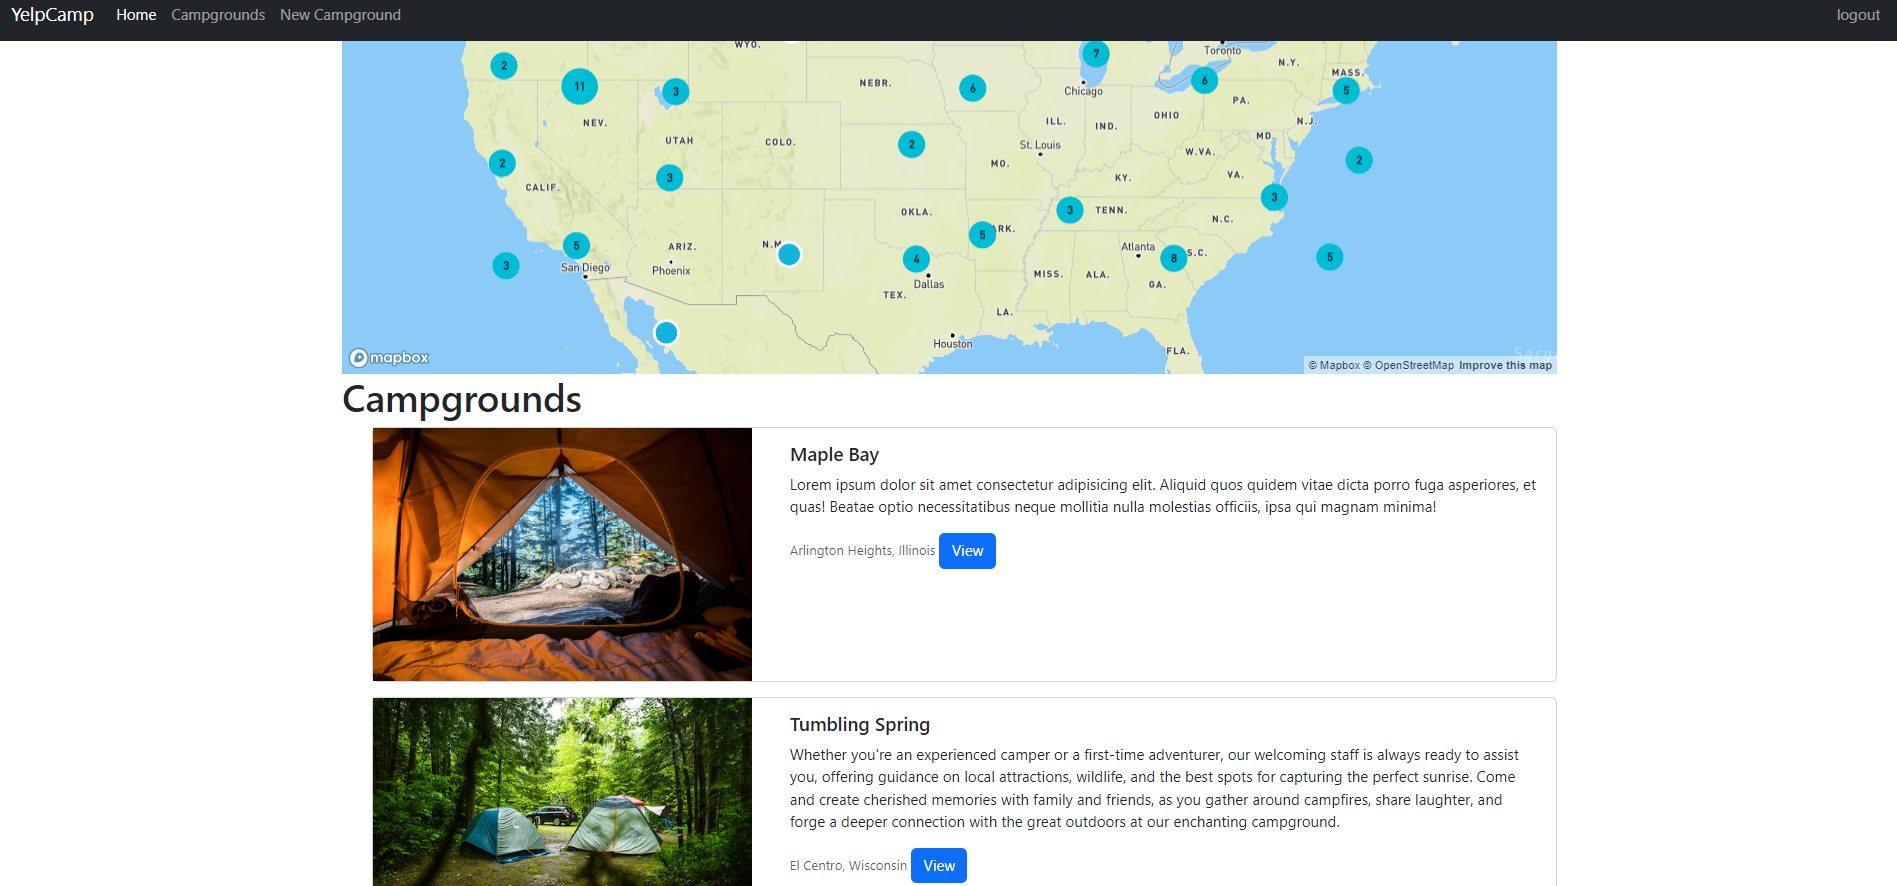 YelpCamp Home Campgrounds New Campground logout
WYO.
Toronto
7
2
N.Y.
MASS.
11
3
NEBR.
6
Chicago
6
5
PA.
NEV.
ILL.
IND.
OHIO
N.J.
UTAH
COLO.
2
St. Louis
MD.
2
CALIF.
3
MO.
W.VA.
2
KY.
VA.
OKLA.
3
TENN.
3
N.C.
5
ARIZ.
N.M.
5
ARK.
Atlanta
3
San Diego
Phoenix
4
8
S.C.
5
Dallas
MISS.
ALA.
GA.
TEX.
LA.
Houston
FLA.
mapbox
Sarg
© Mapbox © OpenStreetMap Improve this map
Campgrounds
Maple Bay
Lorem ipsum dolor sit amet consectetur adipisicing elit. Aliquid quos quidem vitae dicta porro fuga asperiores, et
quas! Beatae optio necessitatibus neque mollitia nulla molestias officiis, ipsa qui magnam minima!
Arlington Heights, Illinois View
Tumbling Spring
Whether you're an experienced camper or a first-time adventurer, our welcoming staff is always ready to assist
you, offering guidance on local attractions, wildlife, and the best spots for capturing the perfect sunrise. Come
and create cherished memories with family and friends, as you gather around campfires, share laughter, and
forge a deeper connection with the great outdoors at our enchanting campground.
El Centro, Wisconsin View